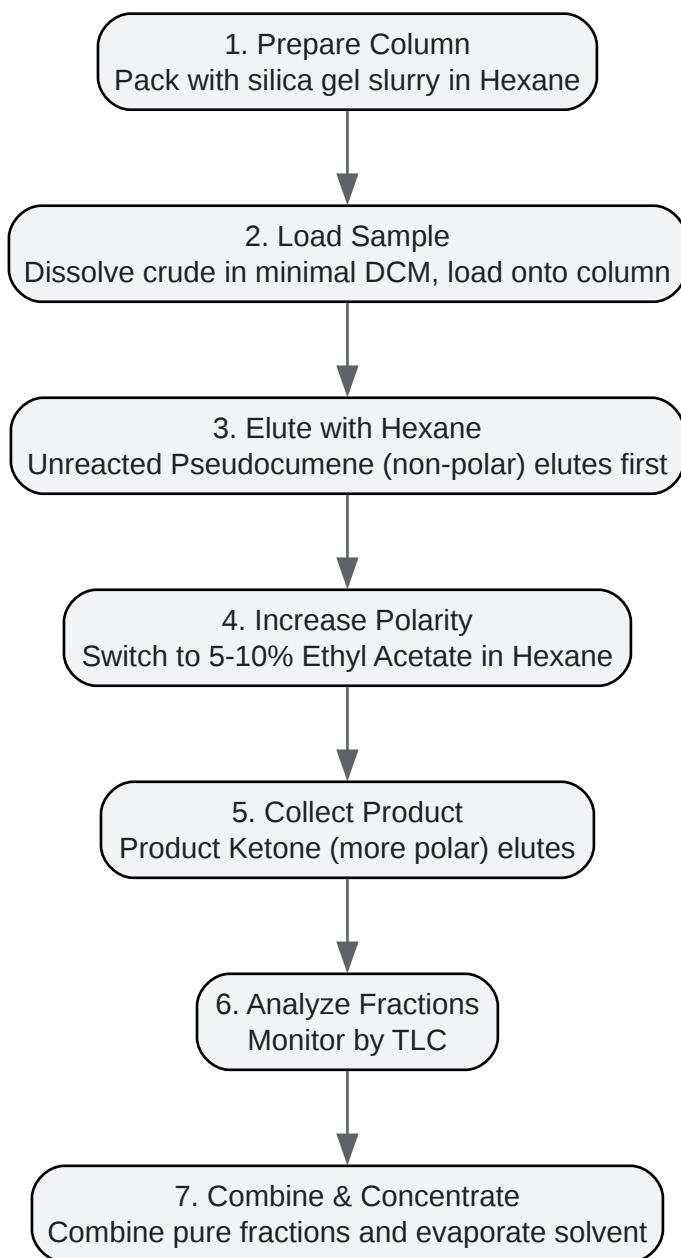 1. Prepare Column
Pack with silica gel slurry in Hexane
2. Load Sample
Dissolve crude in minimal DCM, load onto column
3. Elute with Hexane
Unreacted Pseudocumene (non-polar) elutes first
4. Increase Polarity
Switch to 5-10% Ethyl Acetate in Hexane
5. Collect Product
Product Ketone (more polar) elutes
6. Analyze Fractions
Monitor by TLC
7. Combine & Concentrate
Combine pure fractions and evaporate solvent